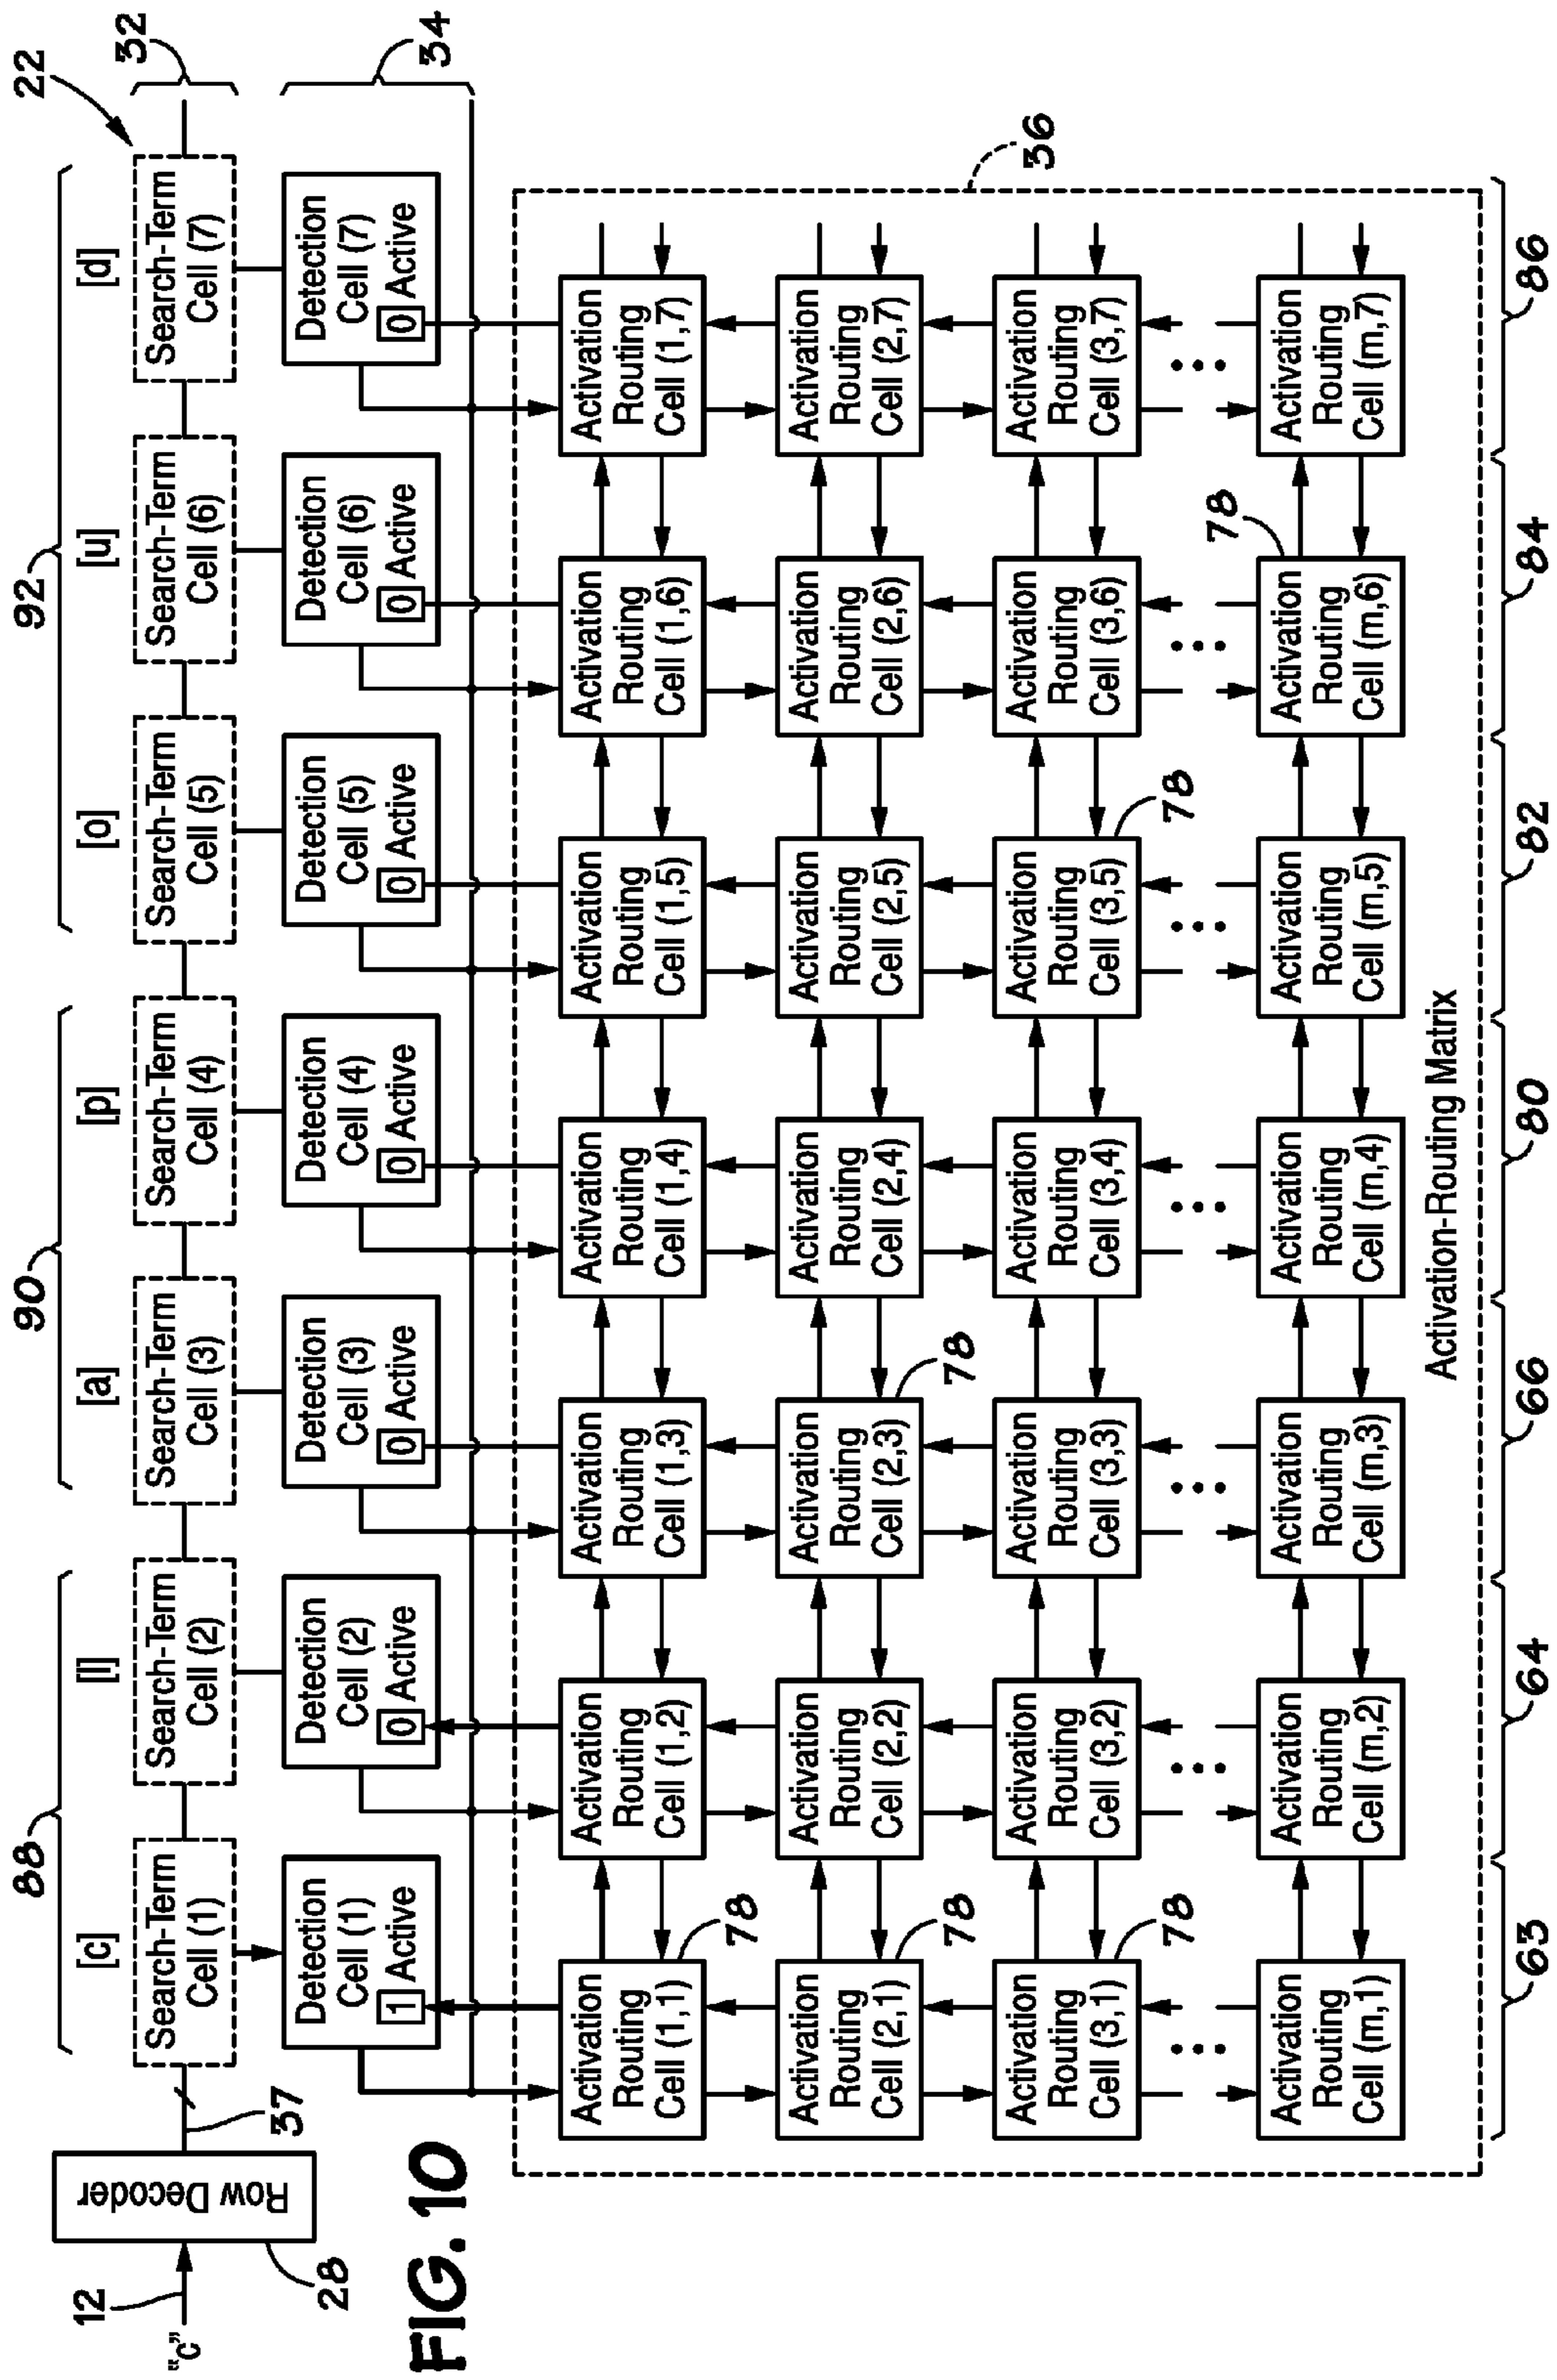 88
90
92
22
12
"c"
28
Row Decoder
37
[c]
[l]
[a]
[p]
[o]
[u]
[d]
32
Search-Term
Cell (1)
Search-Term
Cell (2)
Search-Term
Cell (3)
Search-Term
Cell (4)
Search-Term
Cell (5)
Search-Term
Cell (6)
Search-Term
Cell (7)
34
Detection
Cell (1)
1 Active
Detection
Cell (2)
0 Active
Detection
Cell (3)
0 Active
Detection
Cell (4)
0 Active
Detection
Cell (5)
0 Active
Detection
Cell (6)
0 Active
Detection
Cell (7)
0 Active
FIG. 10
36
Activation
Routing
Cell (1,1)
Activation
Routing
Cell (1,2)
Activation
Routing
Cell (1,3)
Activation
Routing
Cell (1,4)
Activation
Routing
Cell (1,5)
Activation
Routing
Cell (1,6)
Activation
Routing
Cell (1,7)
78
Activation
Routing
Cell (2,1)
Activation
Routing
Cell (2,2)
Activation
Routing
Cell (2,3)
Activation
Routing
Cell (2,4)
Activation
Routing
Cell (2,5)
Activation
Routing
Cell (2,6)
Activation
Routing
Cell (2,7)
78
78
Activation
Routing
Cell (3,1)
Activation
Routing
Cell (3,2)
Activation
Routing
Cell (3,3)
Activation
Routing
Cell (3,4)
Activation
Routing
Cell (3,5)
Activation
Routing
Cell (3,6)
Activation
Routing
Cell (3,7)
78
78
78
Activation
Routing
Cell (m,1)
Activation
Routing
Cell (m,2)
Activation
Routing
Cell (m,3)
Activation
Routing
Cell (m,4)
Activation
Routing
Cell (m,5)
Activation
Routing
Cell (m,6)
Activation
Routing
Cell (m,7)
Activation-Routing Matrix
63
64
66
80
82
84
86